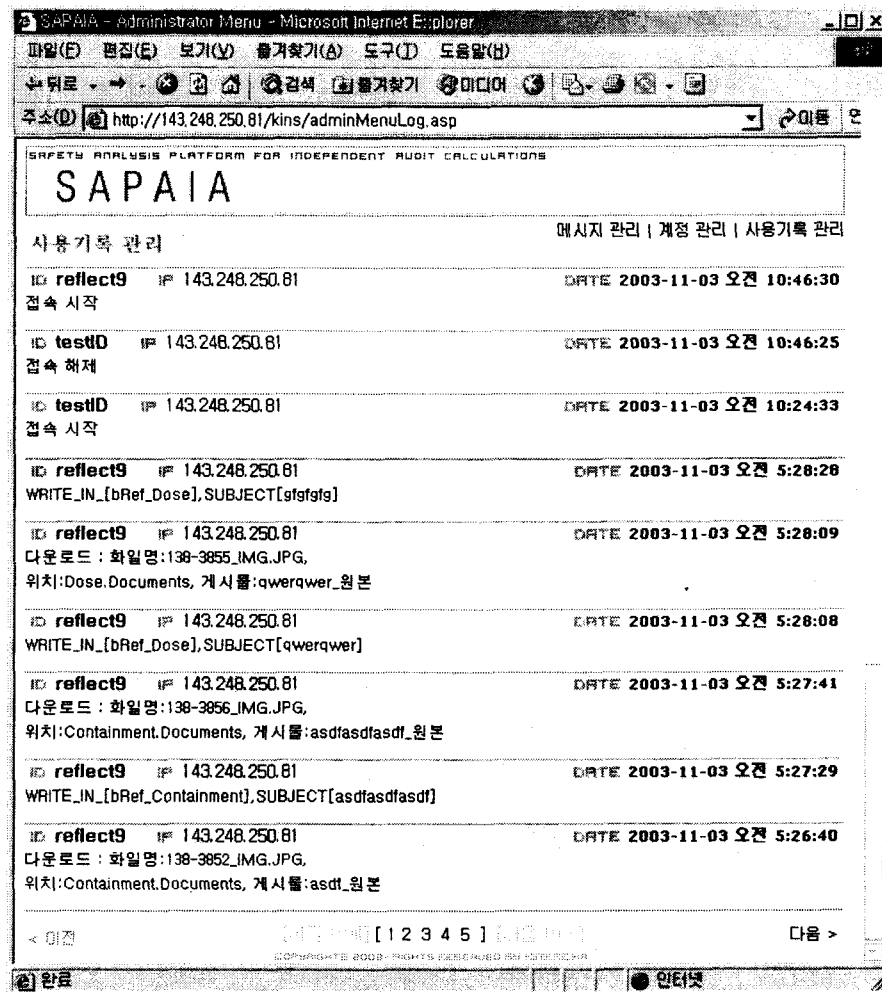 SAPAIA - Administrator Menu - Microsoft Internet Explorer
파일(F) 편집(E) 보기(V) 즐겨찾기(A) 도구(T) 도움말(H)
뒤로 검색 즐겨찾기 미디어
주소(D) http://143.248.250.81/kins/adminMenuLog.asp 이동
SAFETY ANALYSIS PLATFORM FOR INDEPENDENT AUDIT CALCULATIONS
SAPAIA
메시지 관리 | 계정 관리 | 사용기록 관리
사용기록 관리
ID reflect9 IP 143.248.250.81 DATE 2003-11-03 오전 10:46:30
접속 시작
ID testID IP 143.248.250.81 DATE 2003-11-03 오전 10:46:25
접속 해제
ID testID IP 143.248.250.81 DATE 2003-11-03 오전 10:24:33
접속 시작
ID reflect9 IP 143.248.250.81 DATE 2003-11-03 오전 5:28:28
WRITE_IN_[bRef_Dose],SUBJECT[gfgfgfg]
ID reflect9 IP 143.248.250.81 DATE 2003-11-03 오전 5:28:09
다운로드 : 화일명:138-3855_IMG.JPG,
위치:Dose.Documents, 게시물:qwerqwer_원본
ID reflect9 IP 143.248.250.81 DATE 2003-11-03 오전 5:28:08
WRITE_IN_[bRef_Dose],SUBJECT[qwerqwer]
ID reflect9 IP 143.248.250.81 DATE 2003-11-03 오전 5:27:41
다운로드 : 화일명:138-3856_IMG.JPG,
위치:Containment.Documents, 게시물:asdfasdfasdf_원본
ID reflect9 IP 143.248.250.81 DATE 2003-11-03 오전 5:27:29
WRITE_IN_[bRef_Containment],SUBJECT[asdfasdfasdf]
ID reflect9 IP 143.248.250.81 DATE 2003-11-03 오전 5:26:40
다운로드 : 화일명:138-3852_IMG.JPG,
위치:Containment.Documents, 게시물:asdf_원본
< 이전 [ 1 2 3 4 5 ] 다음 >
COPYRIGHTS 2003- RIGHTS RESERVED BY
완료 인터넷